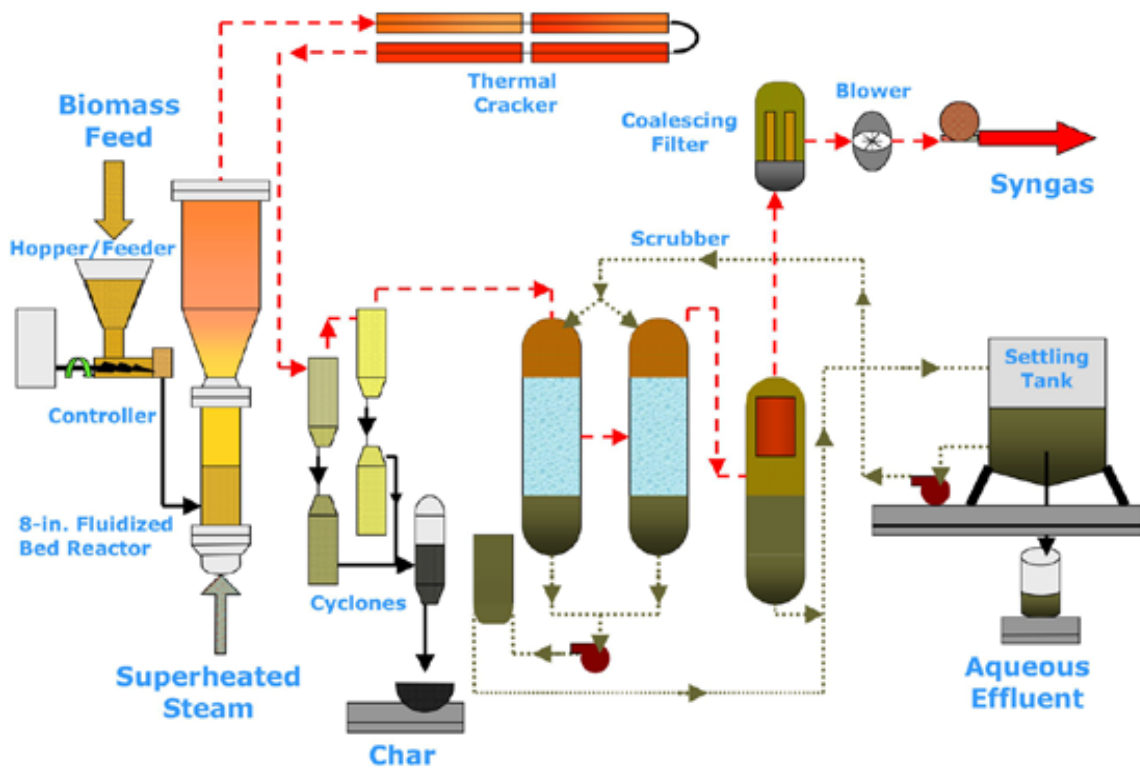 Thermal
Cracker
Biomass
Feed
Blower
Coalescing
Filter
Syngas
Hopper/Feeder
Scrubber
Settling
Tank
Controller
8-in. Fluidized
Bed Reactor
Cyclones
Superheated
Steam
Aqueous
Effluent
Char